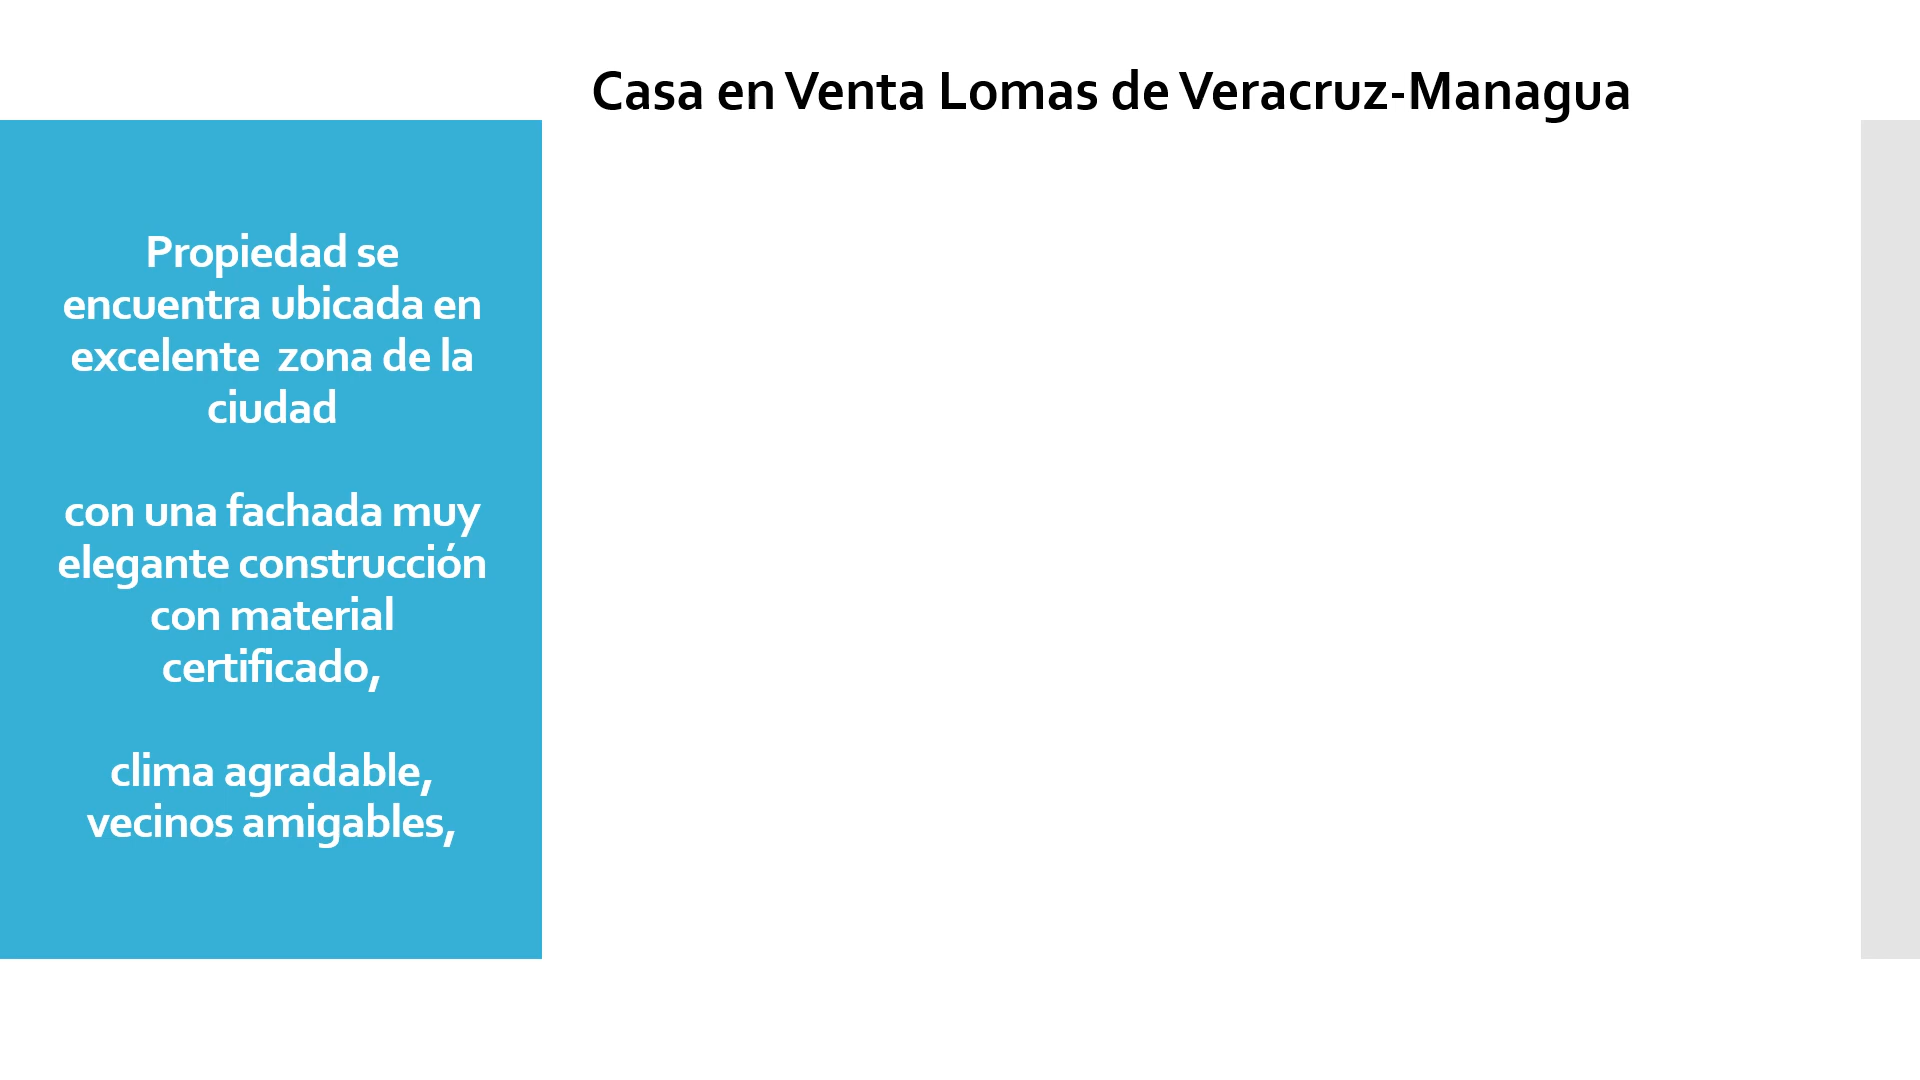 Casa en Venta Lomas de Veracruz-Managua
Propiedad se
encuentra ubicada en
excelente  zona de la
ciudad
con una fachada muy
elegante construcción
con material
certificado,
clima agradable,
vecinos amigables,